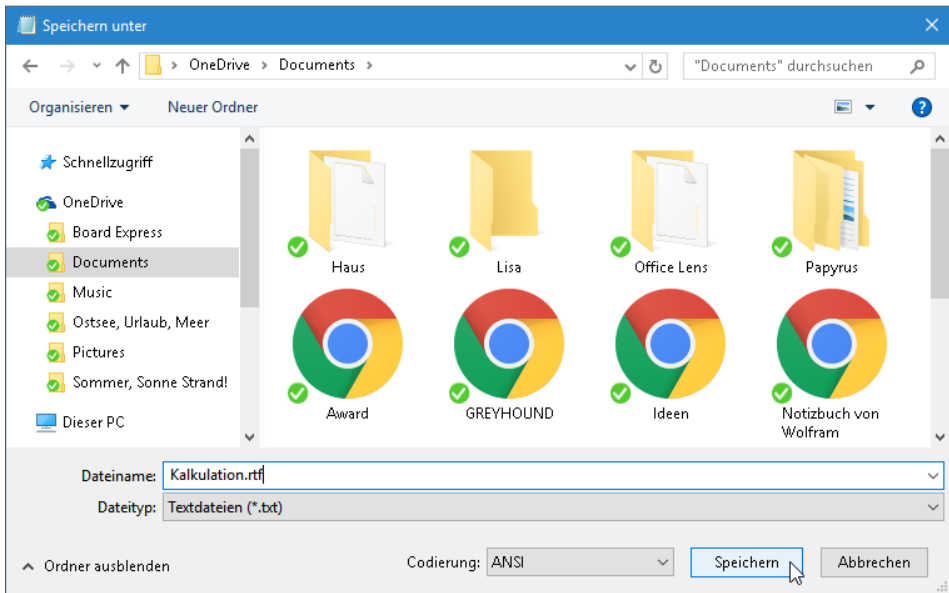 Speichern unter
OneDrive > Documents >
"Documents" durchsuchen
Organisieren
Neuer Ordner
Schnellzugriff
OneDrive
Board Express
Documents
Music
Ostsee, Urlaub, Meer
Pictures
Sommer, Sonne Strand!
Dieser PC
Haus
Lisa
Office Lens
Papyrus
Award
GREYHOUND
Ideen
Notizbuch von
Wolfram
Dateiname: Kalkulation.rtf
Dateityp: Textdateien (*.txt)
Ordner ausblenden
Codierung: ANSI
Speichern
Abbrechen